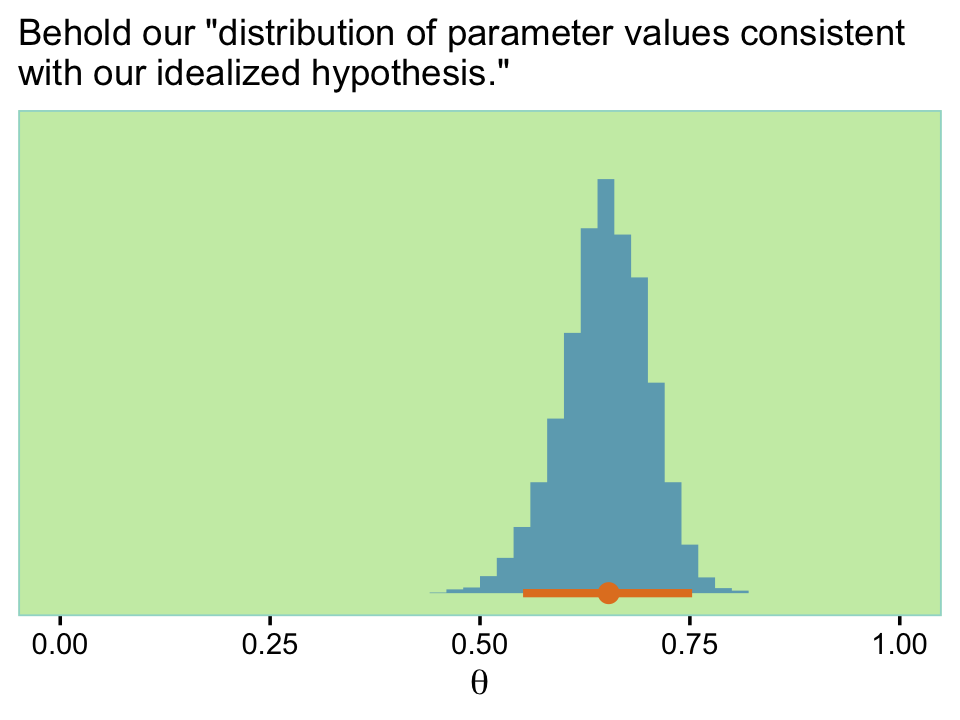 Behold our "distribution of parameter values consistent
with our idealized hypothesis."
0.00 0.25 0.50 0.75 1.00
θ